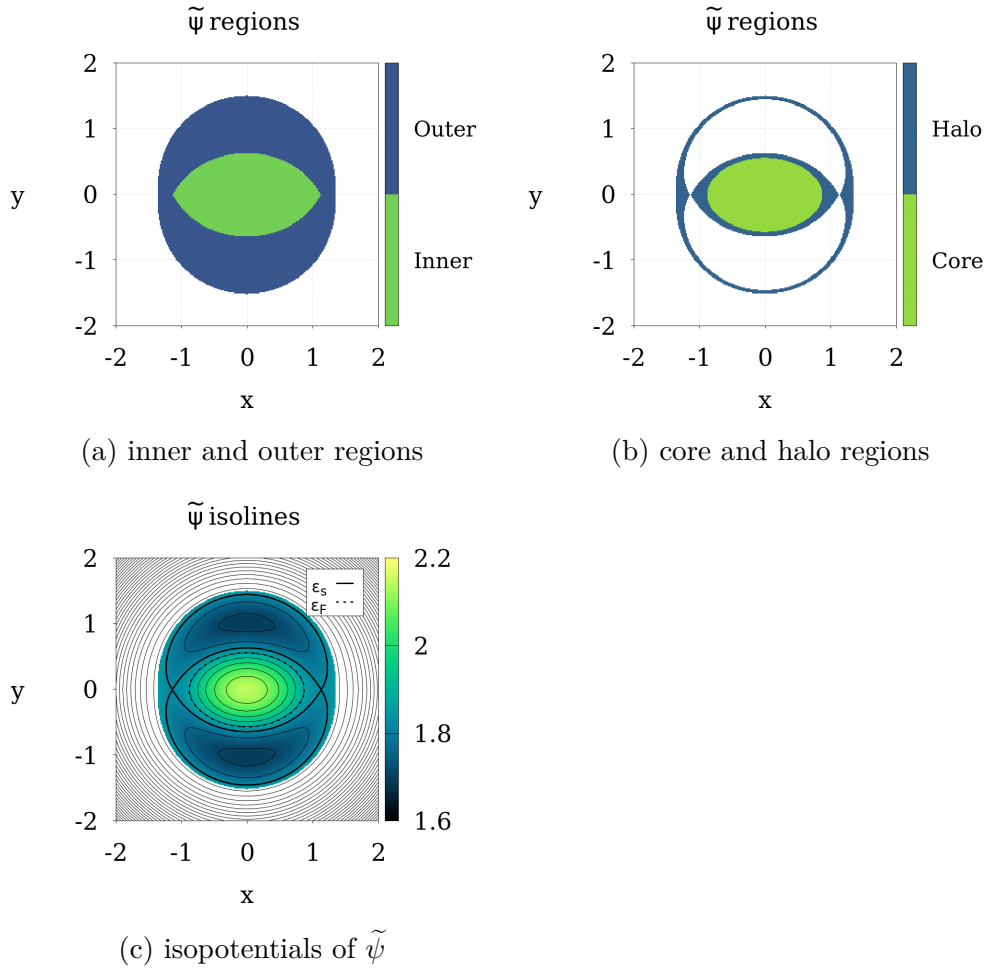 ψ̃ regions
2
1
0
-1
-2
y
-2 -1 0 1 2
x
Outer
Inner
(a) inner and outer regions
ψ̃ regions
2
1
0
-1
-2
y
-2 -1 0 1 2
x
Halo
Core
(b) core and halo regions
ψ̃ isolines
2
1
0
-1
-2
y
-2 -1 0 1 2
x
εs
εF
2.2
2
1.8
1.6
(c) isopotentials of ψ̃